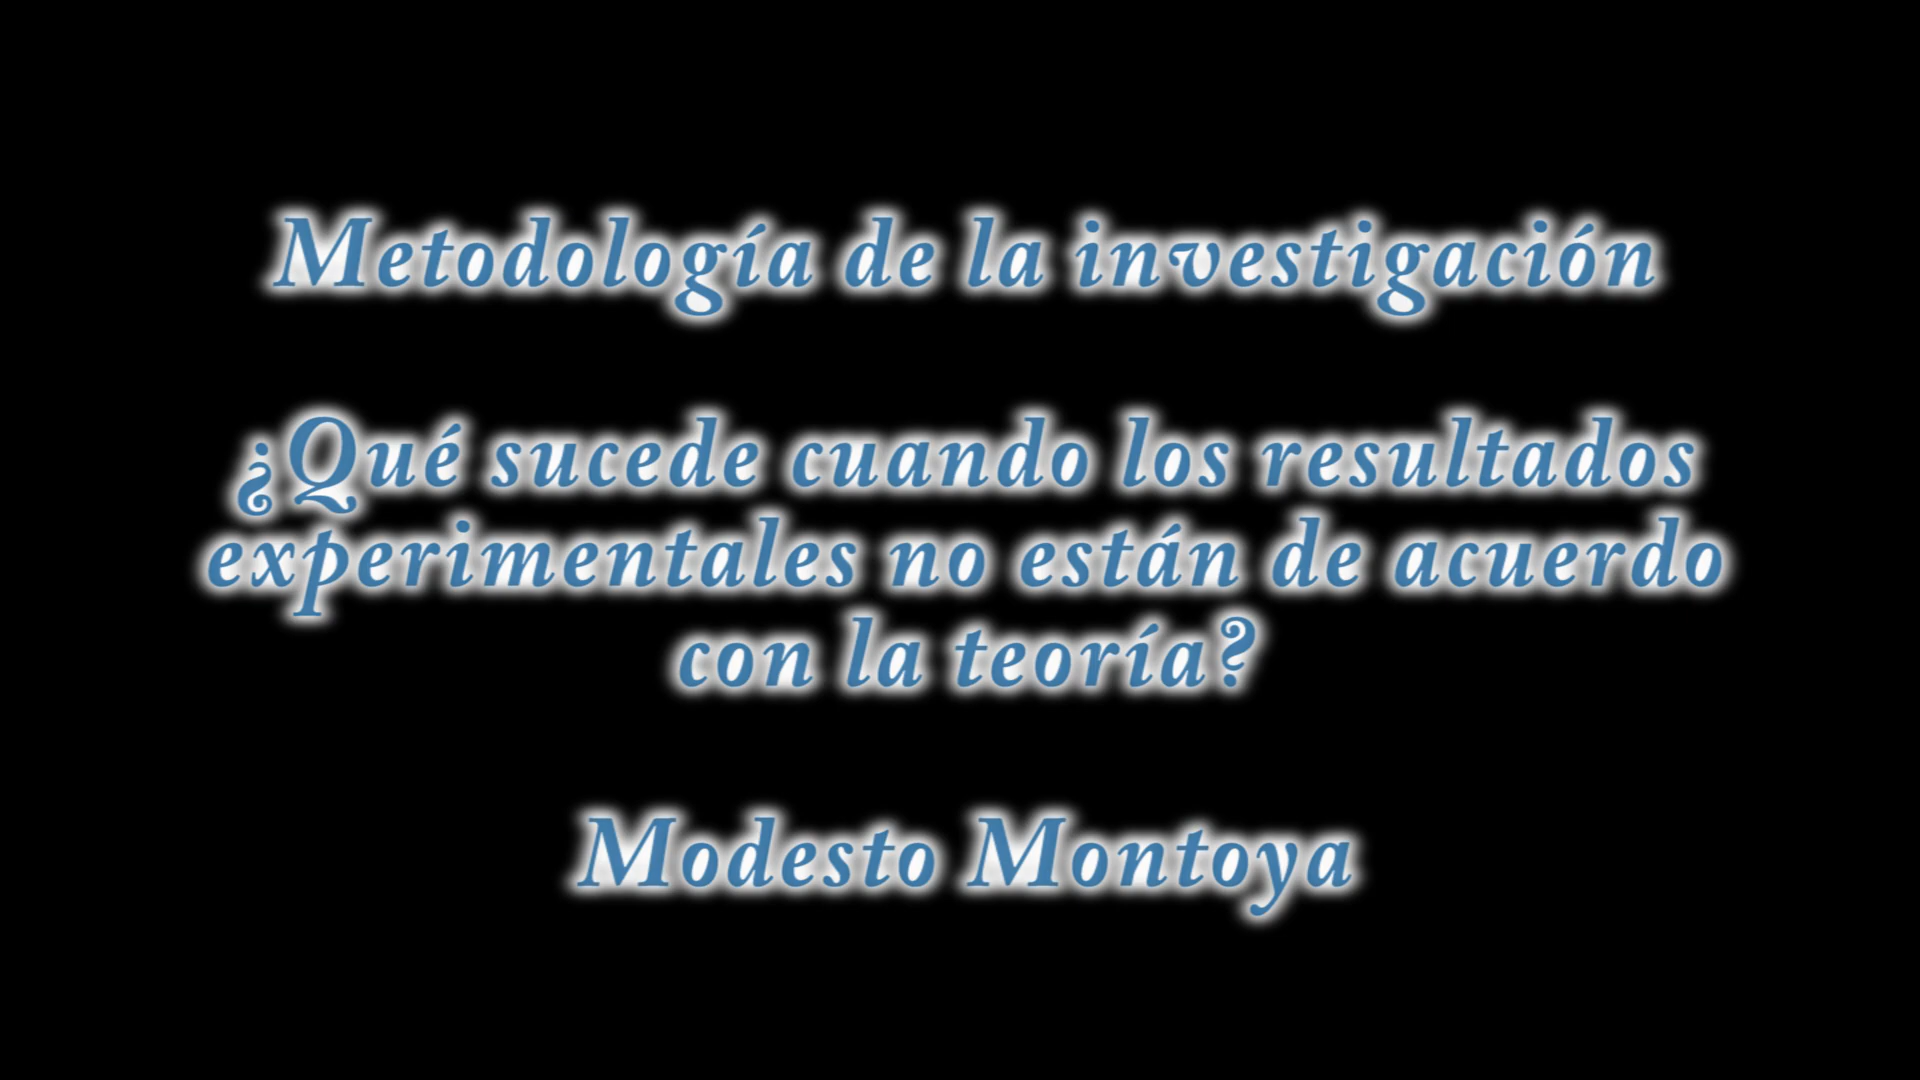 Metodología de la investigación
¿Qué sucede cuando los resultados
experimentales no están de acuerdo
con la teoría?
Modesto Montoya